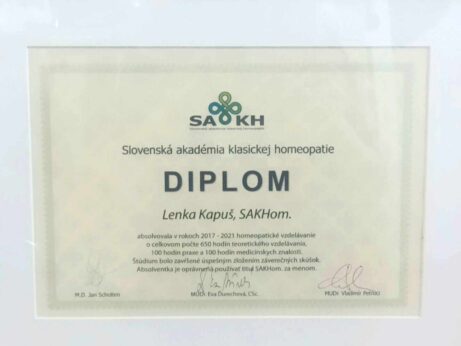 SAKH
Slovenská akadémia klasickej homeopatie
DIPLOM
Lenka Kapuš, SAKHom.
absolvovala v rokoch 2017 - 2021 homeopatické vzdelávanie
o celkovom počte 650 hodín teoretického vzdelávania,
100 hodín praxe a 100 hodín medicínskych znalostí.
Štúdium bolo zavŕšené úspešným zložením záverečných skúšok.
Absolventka je oprávnená používať titul SAKHom. za menom.
M.D. Jan Scholten
MUDr. Eva Ďurechová, CSc.
MUDr. Vladimír Petroci